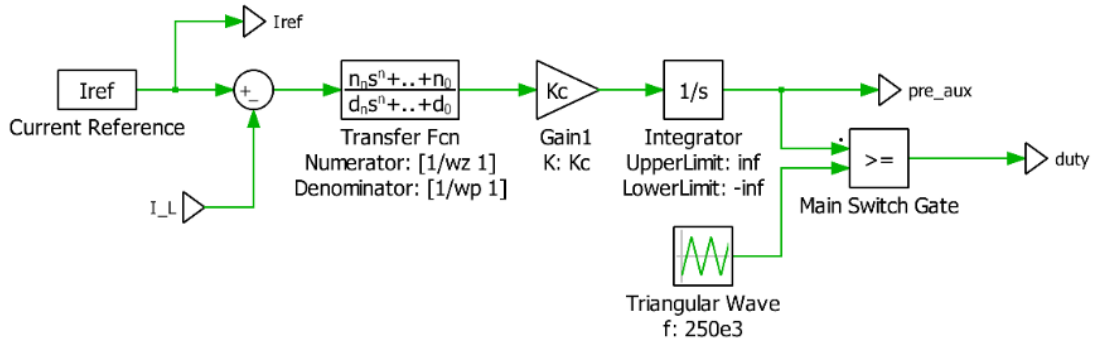 Iref
Iref
Current Reference
+
-
I_L
nₙsⁿ+..+n₀
dₙsⁿ+..+d₀
Transfer Fcn
Numerator: [1/wz 1]
Denominator: [1/wp 1]
Kc
Gain1
K: Kc
1/s
Integrator
UpperLimit: inf
LowerLimit: -inf
pre_aux
>=
Main Switch Gate
duty
Triangular Wave
f: 250e3